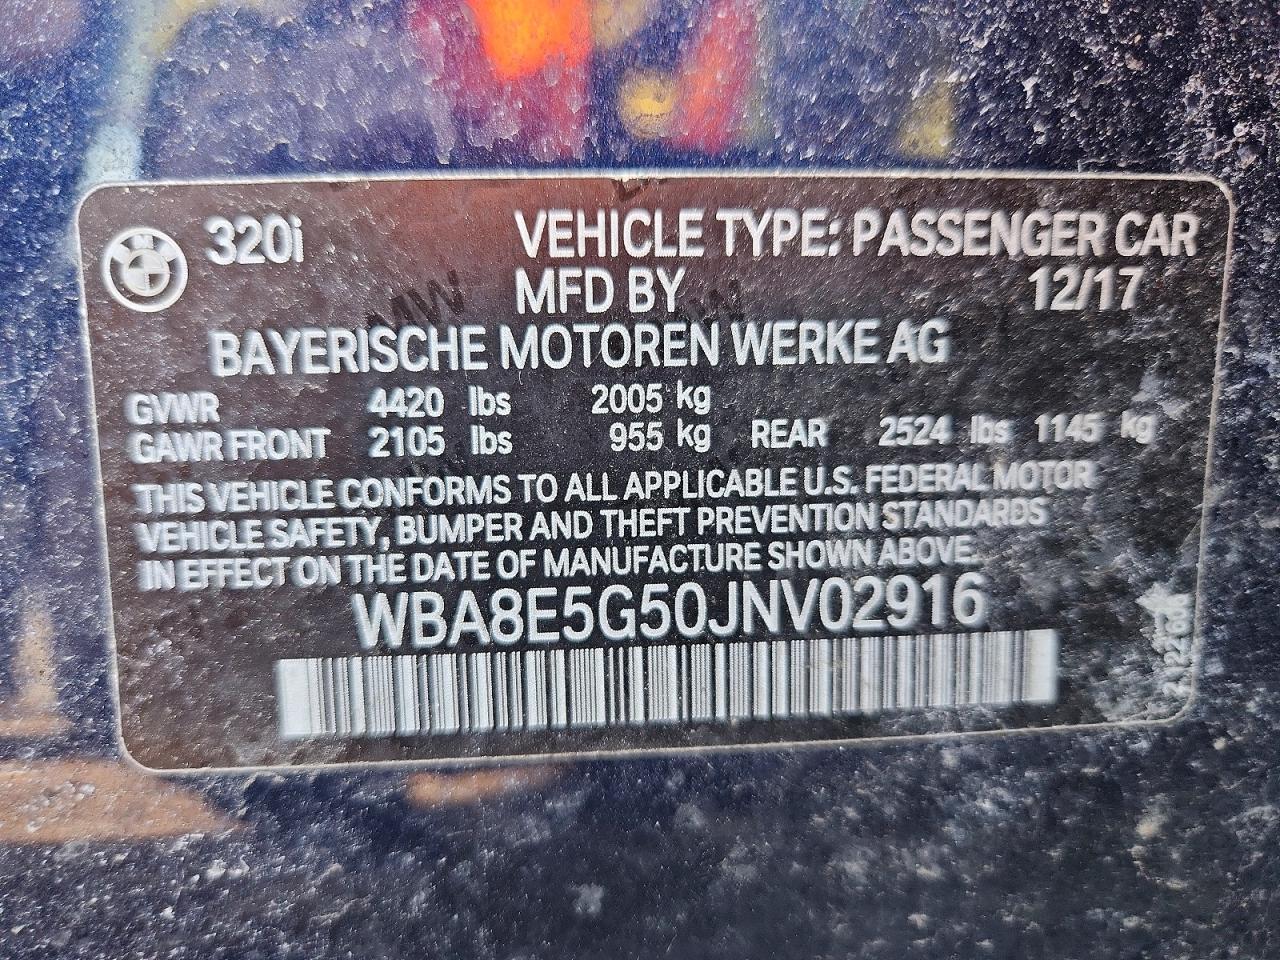 320i VEHICLE TYPE: PASSENGER CAR
MFD BY 12/17
BAYERISCHE MOTOREN WERKE AG
GVWR 4420 lbs 2005 kg
GAWR FRONT 2105 lbs 955 kg REAR 2524 lbs 1145 kg
THIS VEHICLE CONFORMS TO ALL APPLICABLE U.S. FEDERAL MOTOR
VEHICLE SAFETY, BUMPER AND THEFT PREVENTION STANDARDS
IN EFFECT ON THE DATE OF MANUFACTURE SHOWN ABOVE.
WBA8E5G50JNV02916